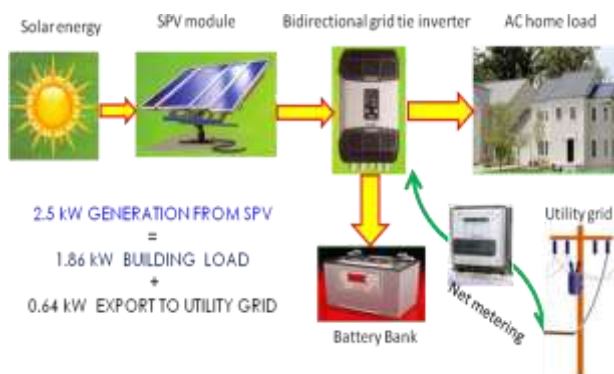 Solar energy
SPV module
Bidirectional grid tie inverter
AC home load
2.5 kW GENERATION FROM SPV
=
1.86 kW BUILDING LOAD
+
0.64 kW EXPORT TO UTILITY GRID
Battery Bank
Net metering
Utility grid